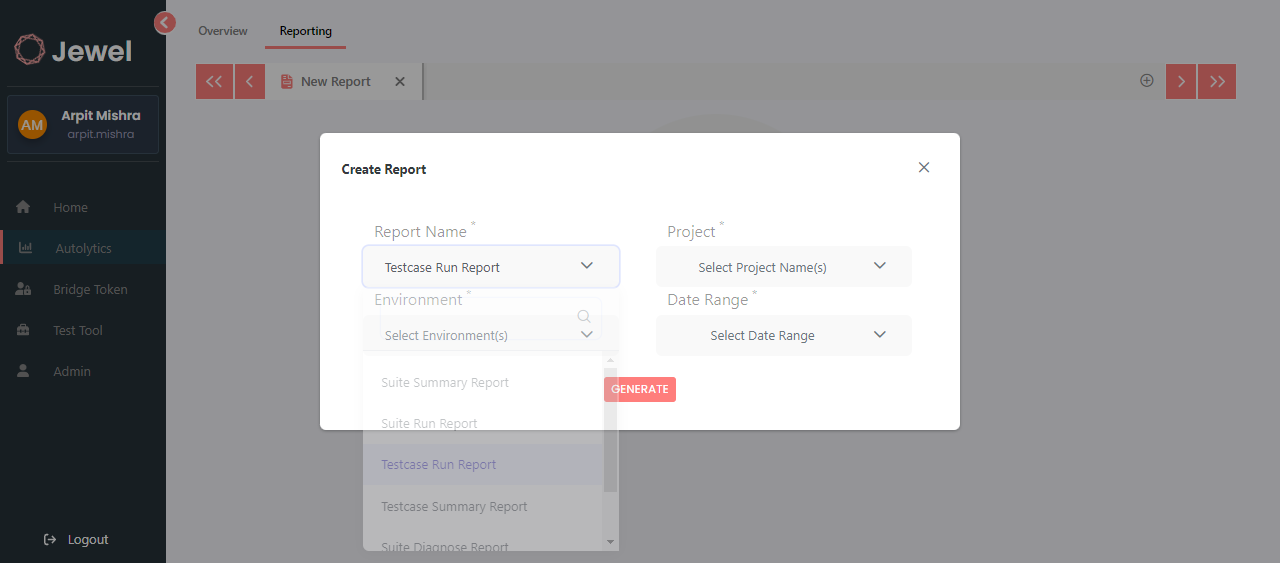 Jewel
AM
Arpit Mishra
arpit.mishra
Home
Autolytics
Bridge Token
Test Tool
Admin
Logout
Overview
Reporting
New Report
Create Report
Report Name *
Project *
Testcase Run Report
Select Project Name(s)
Environment *
Date Range *
Select Environment(s)
Select Date Range
Suite Summary Report
GENERATE
Suite Run Report
Testcase Run Report
Testcase Summary Report
Suite Diagnose Report